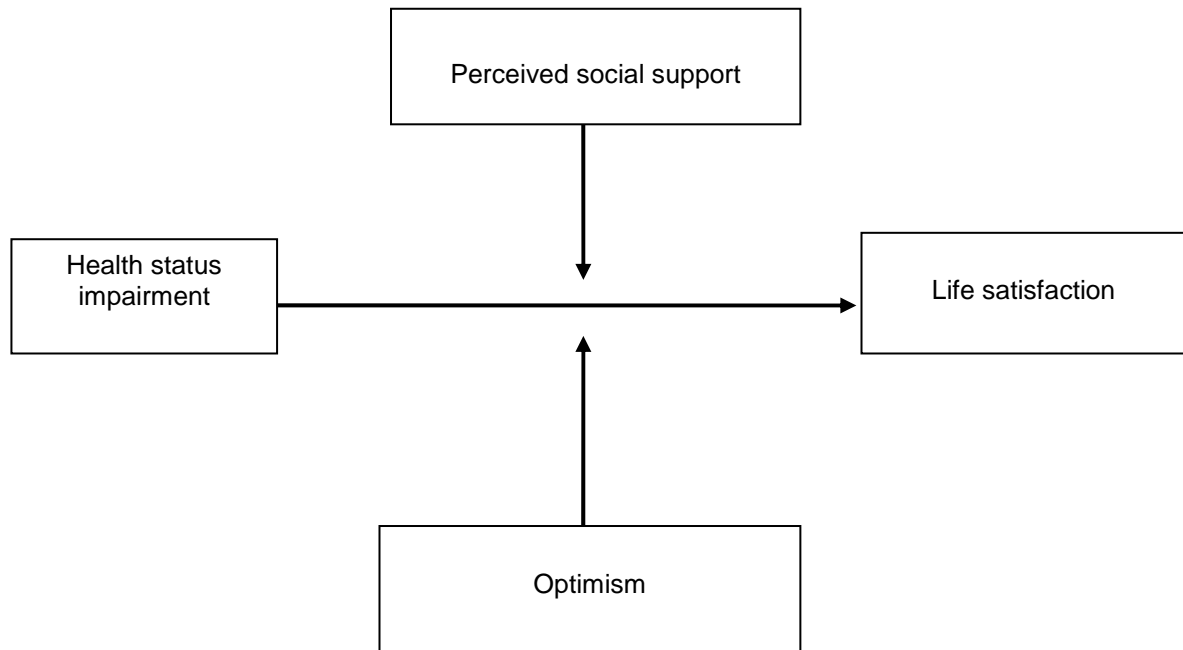 Perceived social support
Health status
impairment
Life satisfaction
Optimism